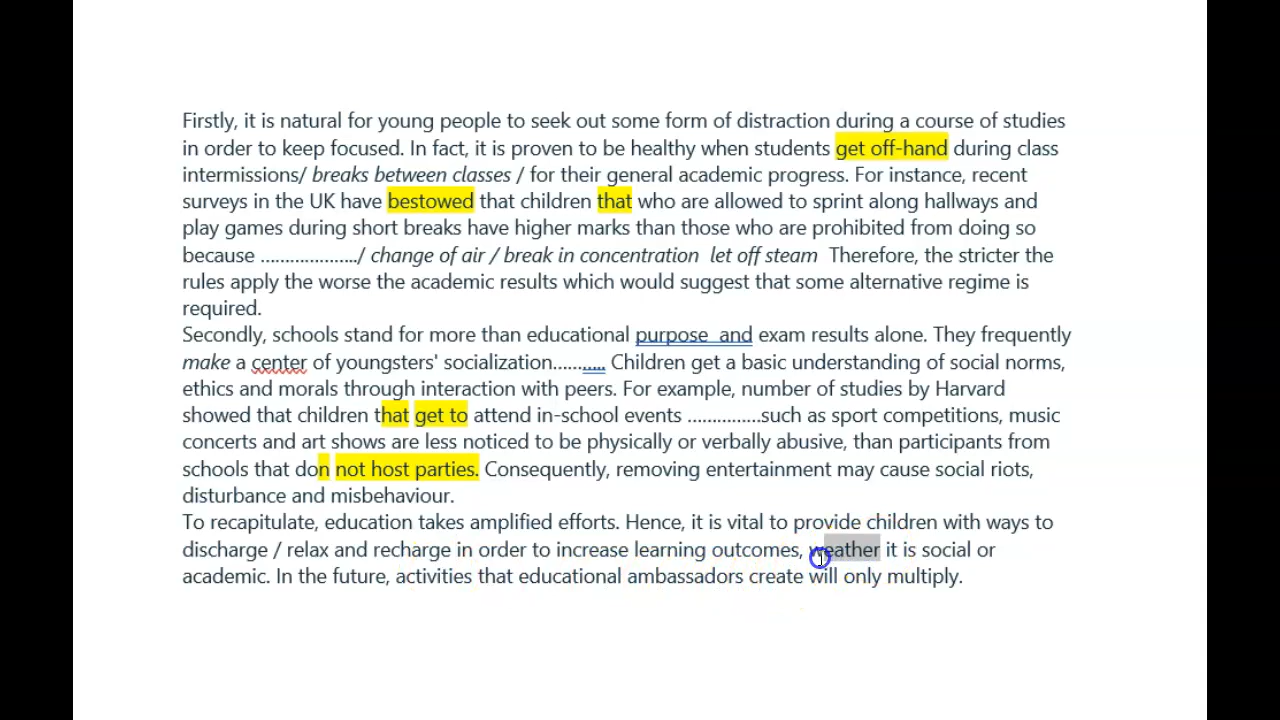 Firstly, it is natural for young people to seek out some form of distraction during a course of studies
in order to keep focused. In fact, it is proven to be healthy when students get off-hand during class
intermissions/ breaks between classes / for their general academic progress. For instance, recent
surveys in the UK have bestowed that children that who are allowed to sprint along hallways and
play games during short breaks have higher marks than those who are prohibited from doing so
because ……………….../ change of air / break in concentration  let off steam  Therefore, the stricter the
rules apply the worse the academic results which would suggest that some alternative regime is
required.
Secondly, schools stand for more than educational purpose  and exam results alone. They frequently
make a center of youngsters' socialization…….….. Children get a basic understanding of social norms,
ethics and morals through interaction with peers. For example, number of studies by Harvard
showed that children that get to attend in-school events ……………such as sport competitions, music
concerts and art shows are less noticed to be physically or verbally abusive, than participants from
schools that don not host parties. Consequently, removing entertainment may cause social riots,
disturbance and misbehaviour.
To recapitulate, education takes amplified efforts. Hence, it is vital to provide children with ways to
discharge / relax and recharge in order to increase learning outcomes, weather it is social or
academic. In the future, activities that educational ambassadors create will only multiply.